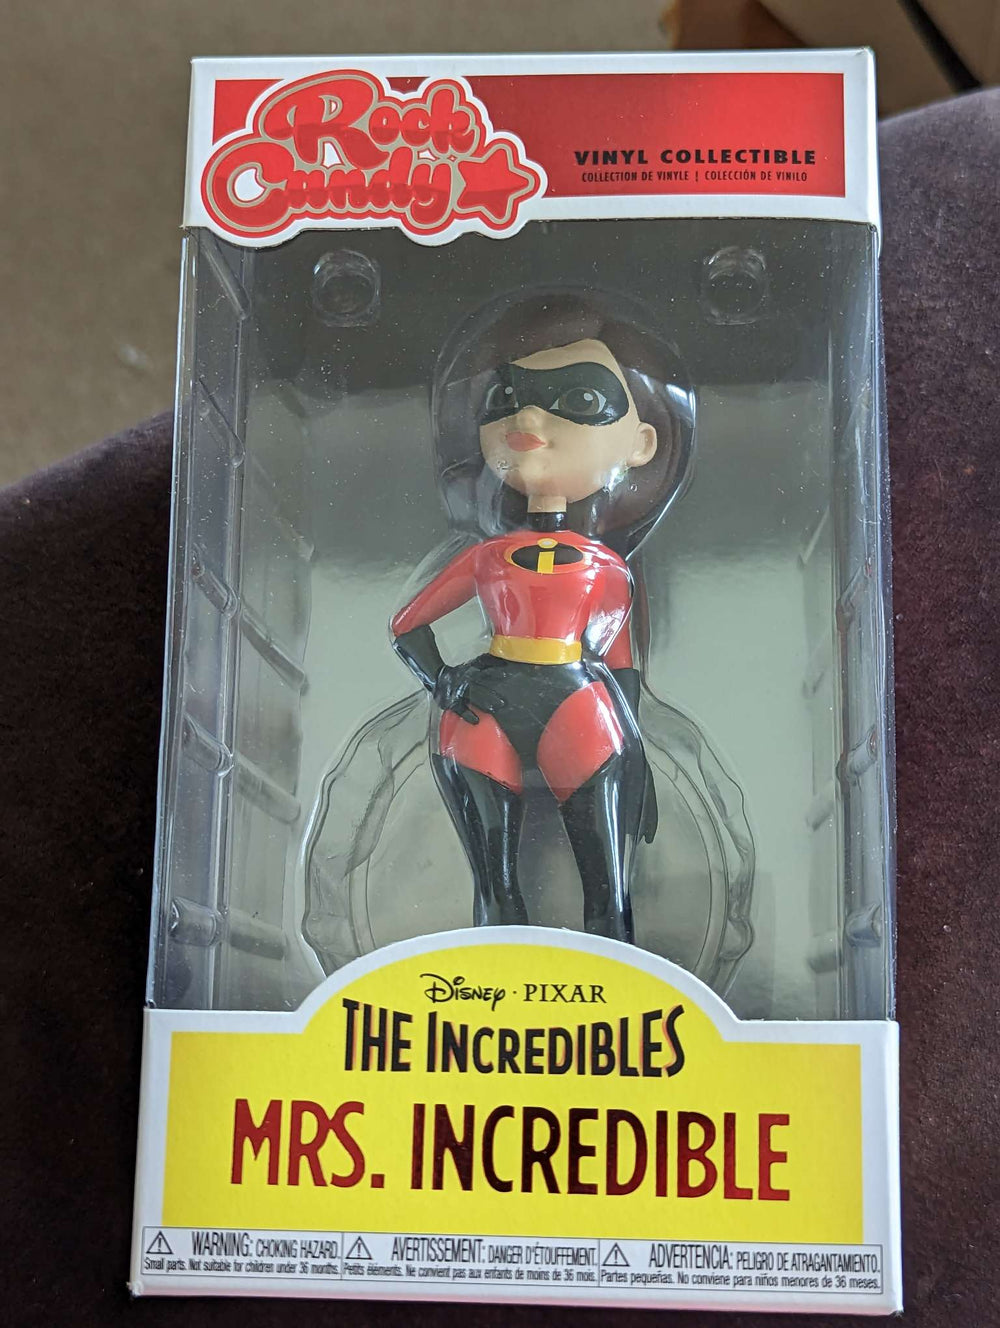 Rock
Candy
VINYL COLLECTIBLE
COLLECTION DE VINYLE | COLECCIÓN DE VINILO
i
Disney · PIXAR
THE INCREDIBLES
MRS. INCREDIBLE
WARNING: CHOKING HAZARD.
Small parts. Not suitable for children under 36 months.
AVERTISSEMENT: DANGER D'ÉTOUFFEMENT.
Petits éléments. Ne convient pas aux enfants de moins de 36 mois.
ADVERTENCIA: PELIGRO DE ATRAGANTAMIENTO.
Partes pequeñas. No conviene para niños menores de 36 meses.